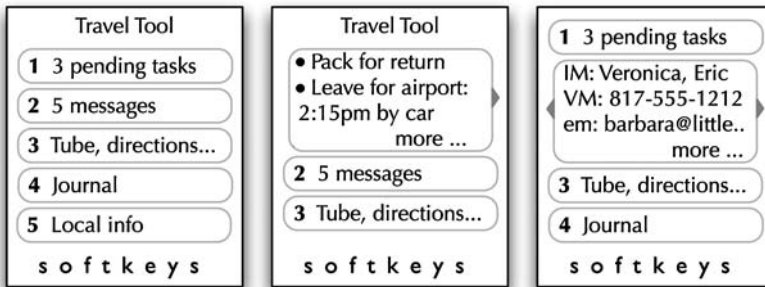 Travel Tool
1 3 pending tasks
2 5 messages
3 Tube, directions...
4 Journal
5 Local info
softkeys
Travel Tool
• Pack for return
• Leave for airport:
2:15pm by car
more ...
2 5 messages
3 Tube, directions...
softkeys
1 3 pending tasks
IM: Veronica, Eric
VM: 817-555-1212
em: barbara@little..
more ...
3 Tube, directions...
4 Journal
softkeys